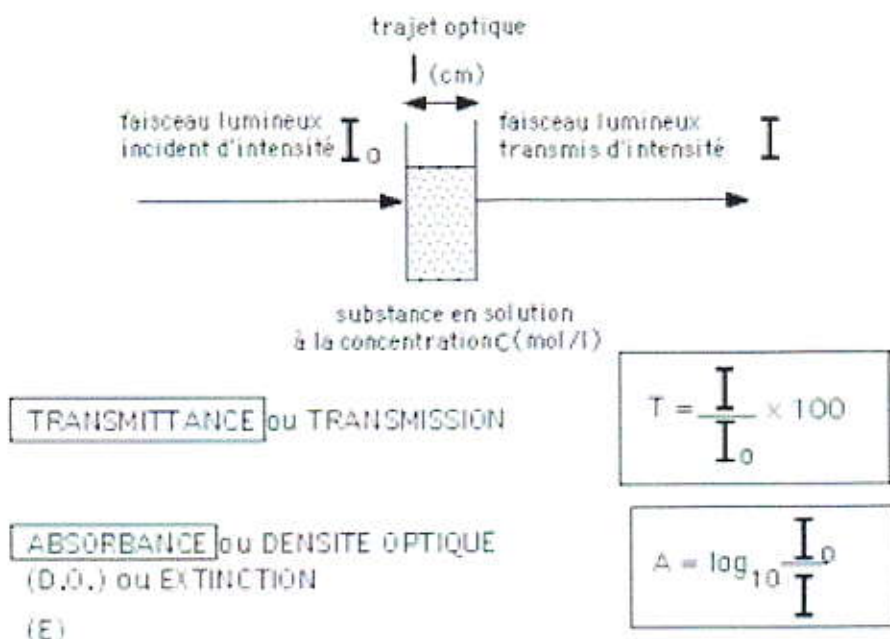 trajet optique
l (cm)
faisceau lumineux
incident d'intensité I₀
faisceau lumineux
transmis d'intensité I
substance en solution
à la concentration C (mol/l)
TRANSMITTANCE ou TRANSMISSION
T = I / I₀ × 100
ABSORBANCE ou DENSITE OPTIQUE
(D.O.) ou EXTINCTION
(E)
A = log₁₀ I₀ / I